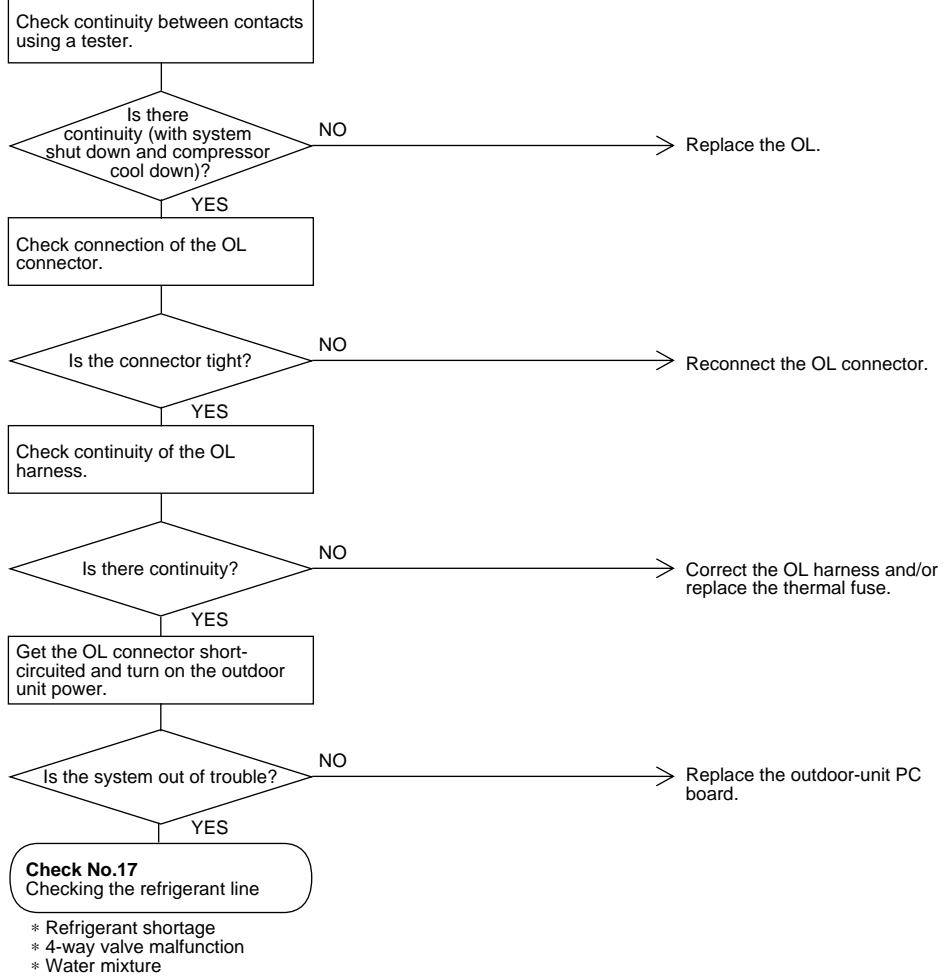 Check continuity between contacts
using a tester.
Is there
continuity (with system
shut down and compressor
cool down)?
NO
Replace the OL.
YES
Check connection of the OL
connector.
Is the connector tight?
NO
Reconnect the OL connector.
YES
Check continuity of the OL
harness.
Is there continuity?
NO
Correct the OL harness and/or
replace the thermal fuse.
YES
Get the OL connector short-
circuited and turn on the outdoor
unit power.
Is the system out of trouble?
NO
Replace the outdoor-unit PC
board.
YES
Check No.17
Checking the refrigerant line
∗ Refrigerant shortage
∗ 4-way valve malfunction
∗ Water mixture